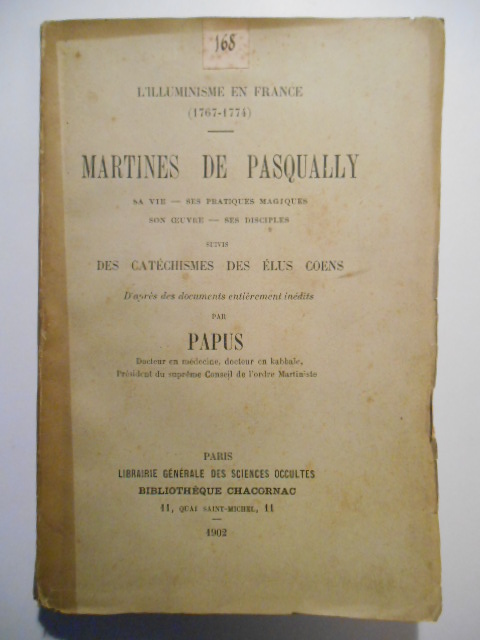 168
L'ILLUMINISME EN FRANCE
(1767-1774)
MARTINES DE PASQUALLY
SA VIE — SES PRATIQUES MAGIQUES
SON ŒUVRE — SES DISCIPLES
SUIVIS
DES CATÉCHISMES DES ÉLUS COENS
D'après des documents entièrement inédits
PAR
PAPUS
Docteur en médecine, docteur en kabbale,
Président du suprême Conseil de l'ordre Martiniste
PARIS
LIBRAIRIE GÉNÉRALE DES SCIENCES OCCULTES
BIBLIOTHÈQUE CHACORNAC
11, QUAI SAINT-MICHEL, 11
1902